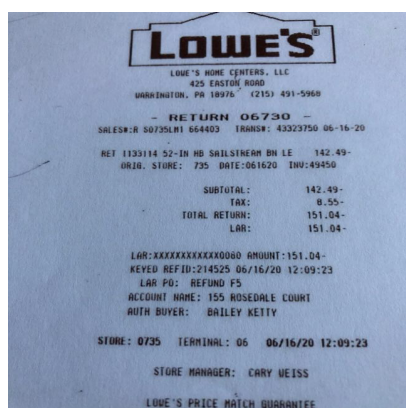 LOWE'S®
LOWE'S HOME CENTERS, LLC
425 EASTON ROAD
WARRINGTON, PA 18976 (215) 491-5968
- RETURN 06730 -
SALES#:R S0735LM1 664403 TRANS#: 43323750 06-16-20
RET 1133114 52-IN HB SAILSTREAM BN LE 142.49-
ORIG. STORE: 735 DATE:061620 INV:49450
SUBTOTAL: 142.49-
TAX: 8.55-
TOTAL RETURN: 151.04-
LAR: 151.04-
LAR:XXXXXXXXXXXX0060 AMOUNT:151.04-
KEYED REFID:214525 06/16/20 12:09:23
LAR PO: REFUND F5
ACCOUNT NAME: 155 ROSEDALE COURT
AUTH BUYER: BAILEY KETTY
STORE: 0735 TERMINAL: 06 06/16/20 12:09:23
STORE MANAGER: CARY WEISS
LOWE'S PRICE MATCH GUARANTEE